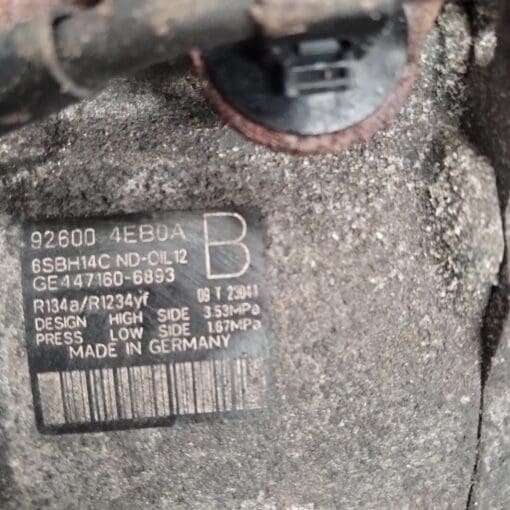 92600 4EB0A B
6SBH14C ND-OIL12
GE447160-6893
R134a/R1234yf 09 T 23041
DESIGN HIGH SIDE 3.53MPa
PRESS LOW SIDE 1.67MPa
MADE IN GERMANY